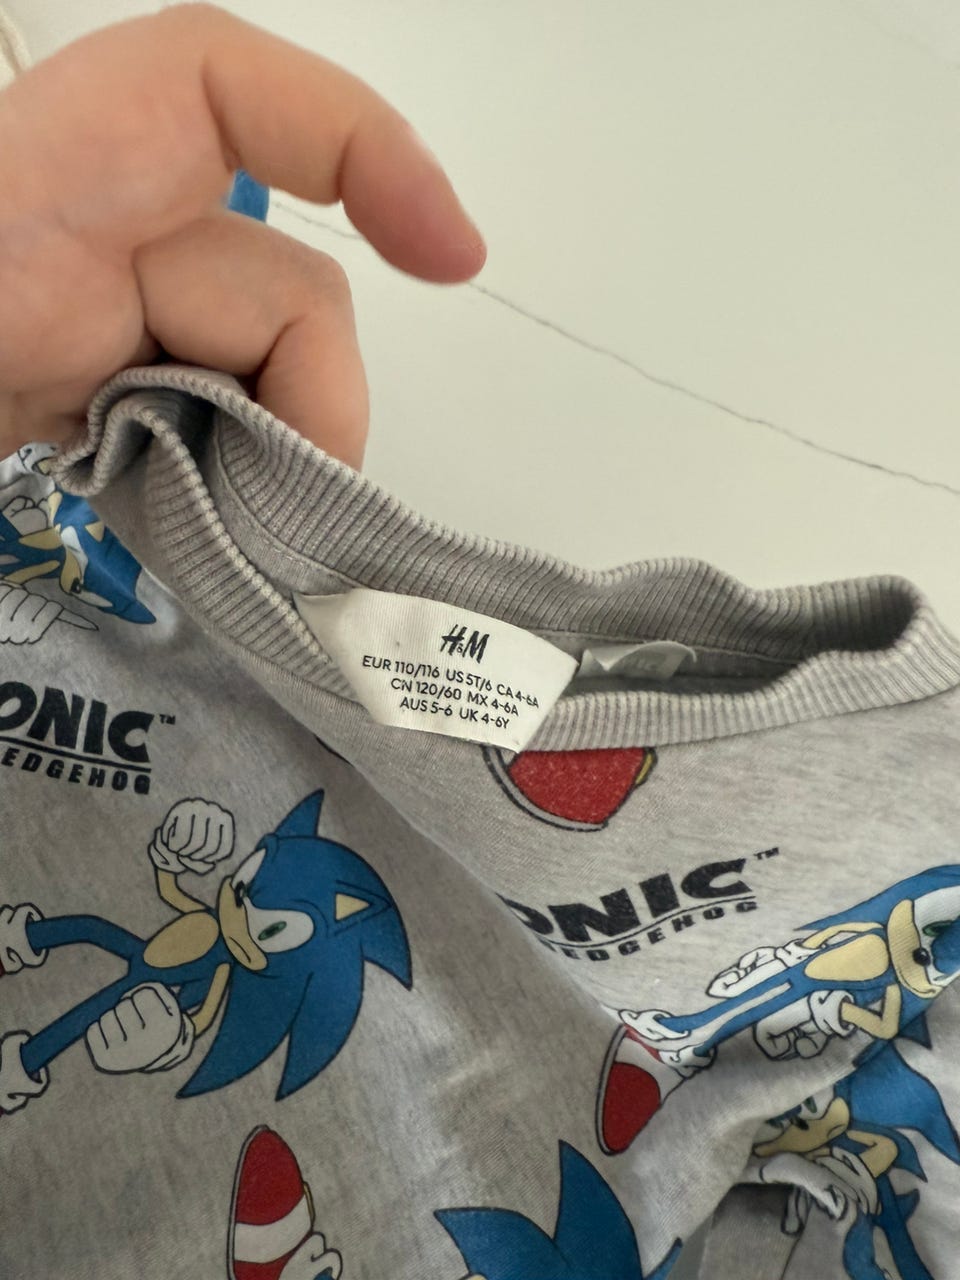 H&M
EUR 110/116 US 5T/6 CA 4-6A
CN 120/60 MX 4-6A
AUS 5-6 UK 4-6Y
ONIC™
EDGEHOG
ONIC™
EDGEHOG